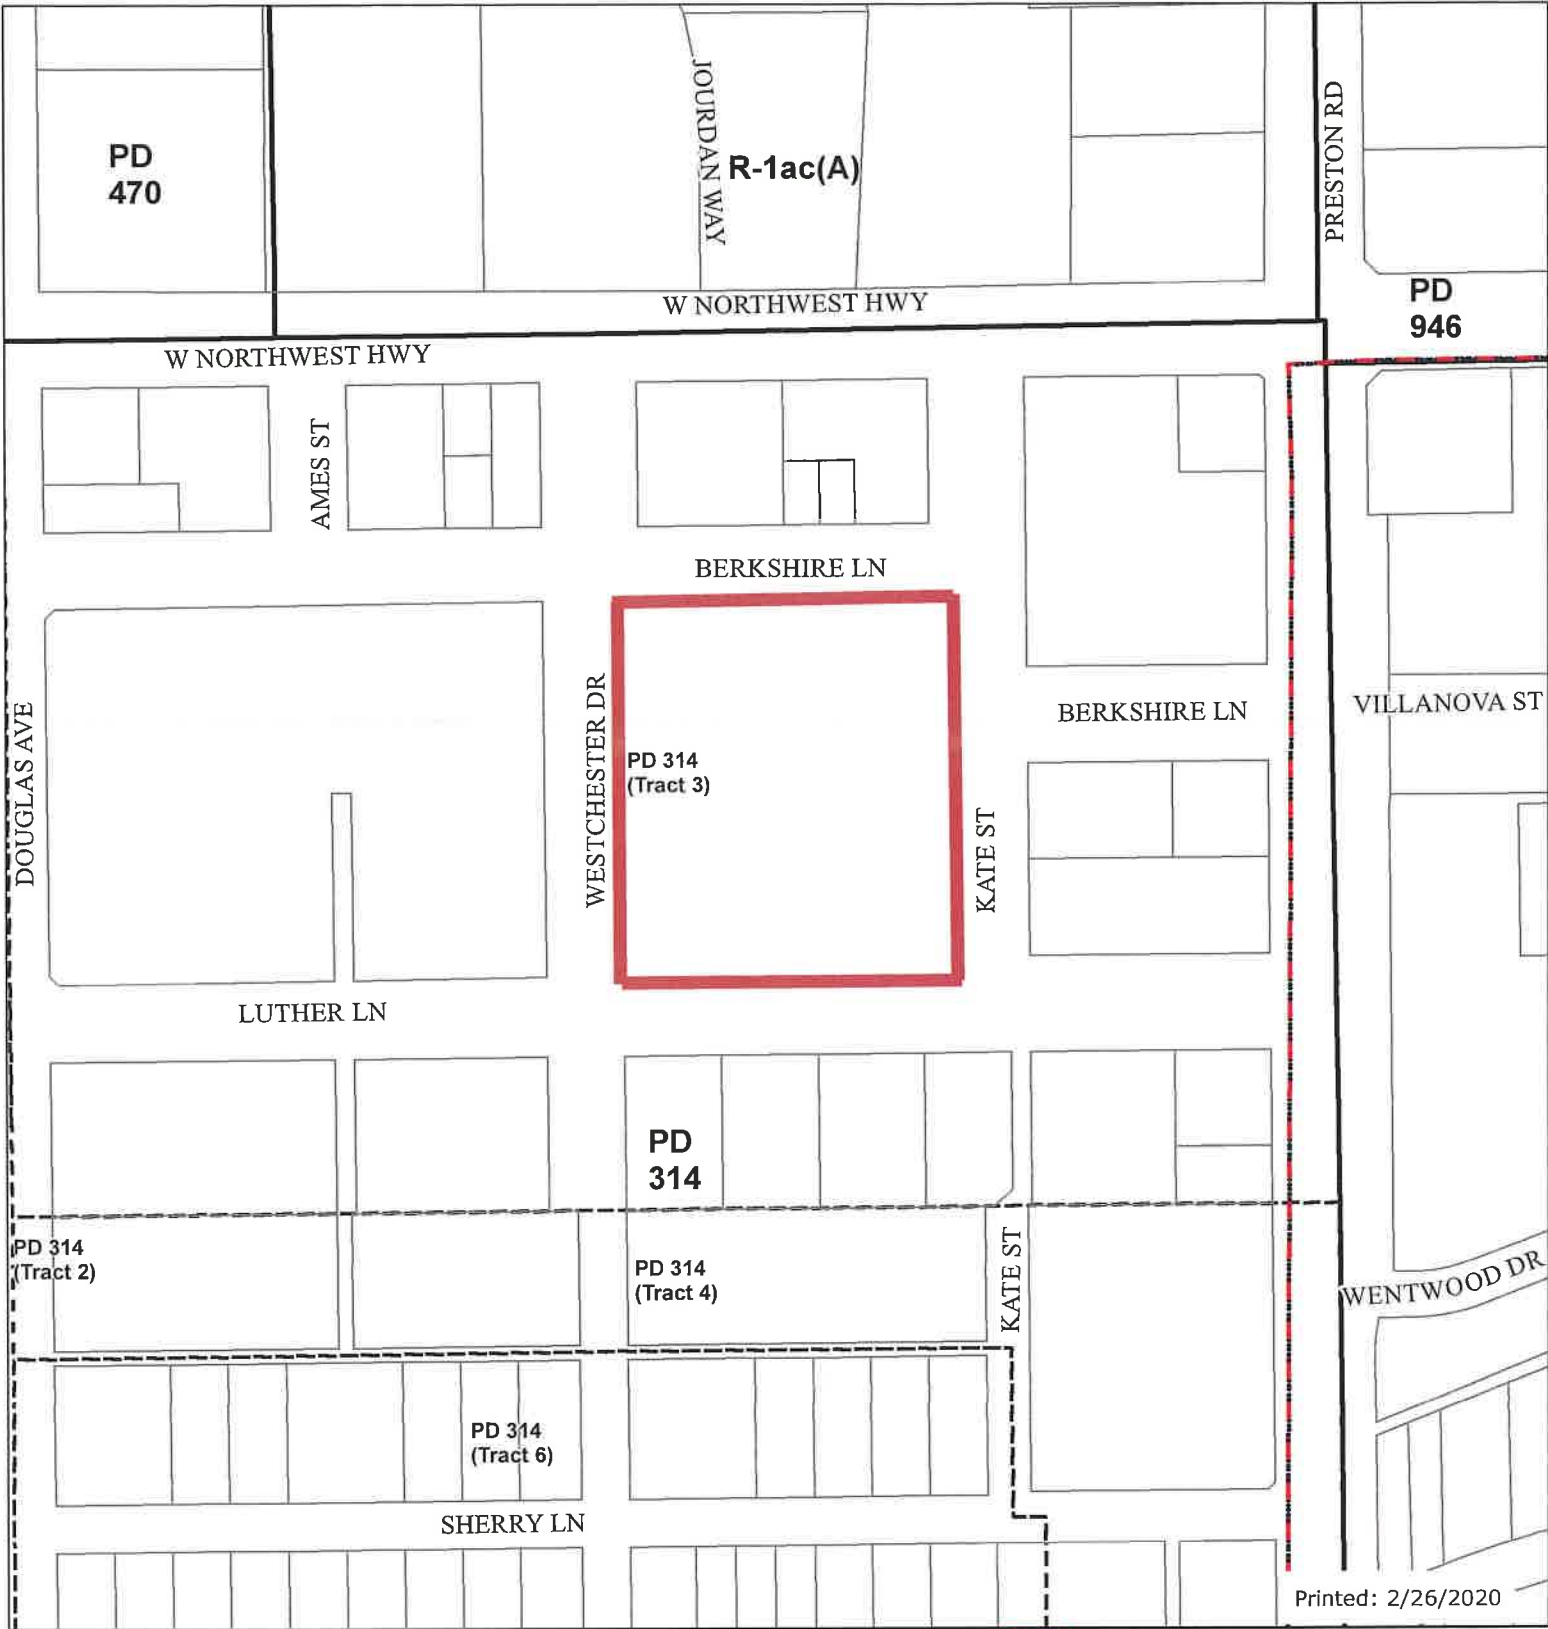 JOURDAN WAY
PRESTON RD
PD
470
R-1ac(A)
W NORTHWEST HWY
PD
946
W NORTHWEST HWY
AMES ST
BERKSHIRE LN
DOUGLAS AVE
WESTCHESTER DR
PD 314
(Tract 3)
BERKSHIRE LN
VILLANOVA ST
KATE ST
LUTHER LN
PD
314
PD 314
(Tract 2)
PD 314
(Tract 4)
KATE ST
WENTWOOD DR
PD 314
(Tract 6)
SHERRY LN
Printed: 2/26/2020